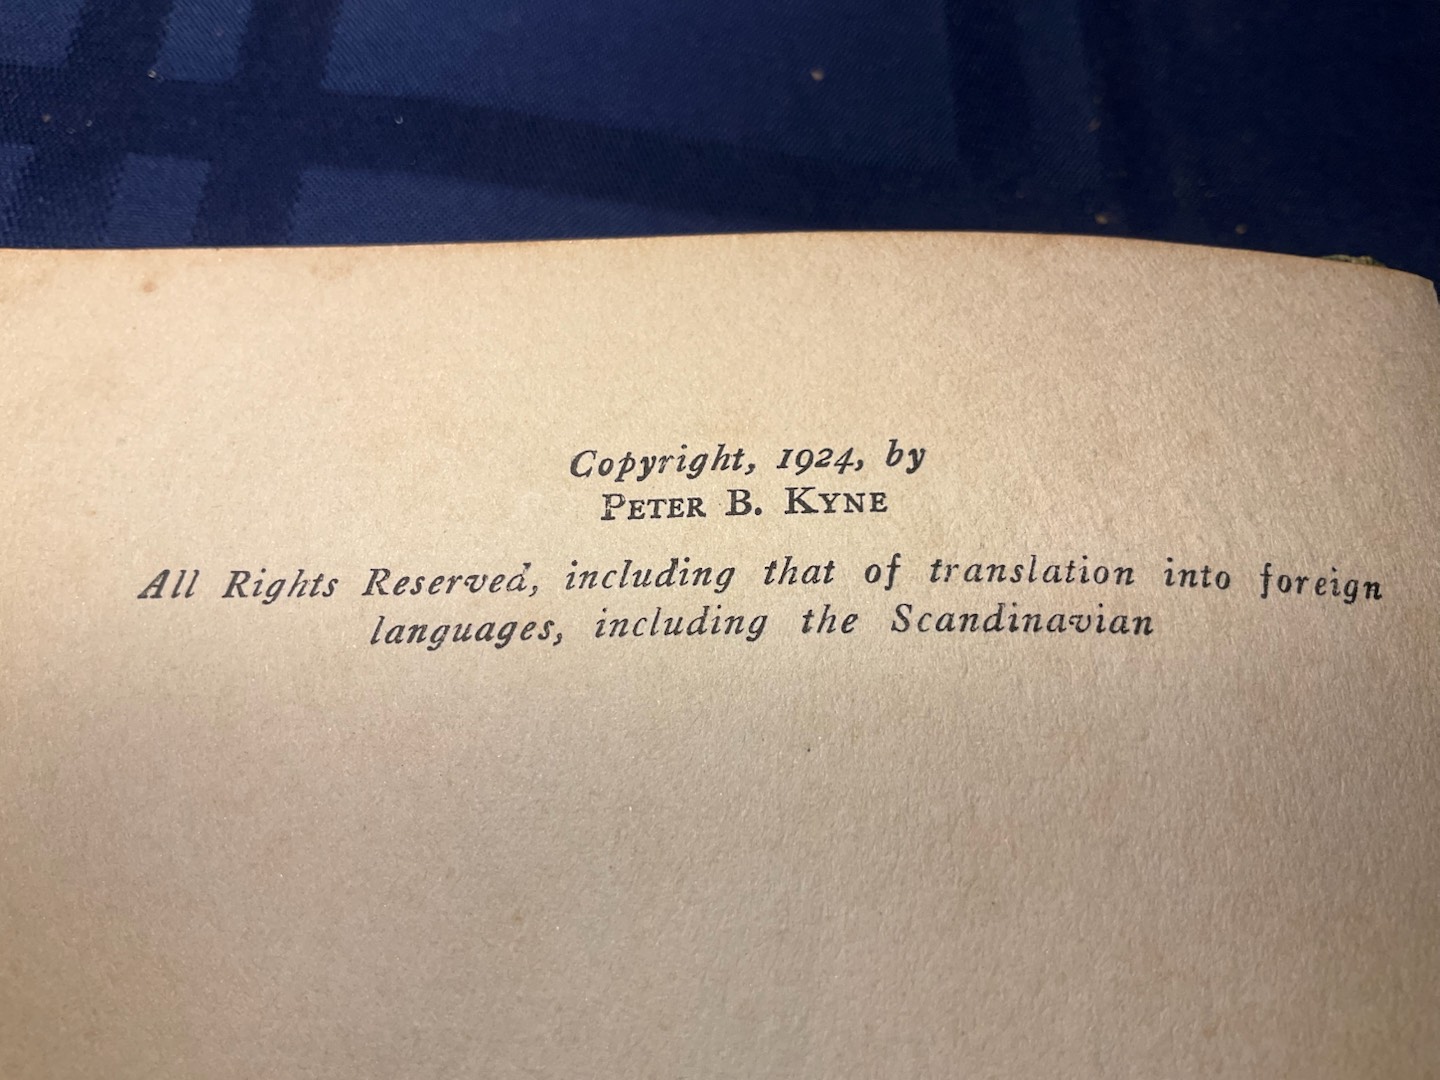 Copyright, 1924, by
PETER B. KYNE
All Rights Reserved, including that of translation into foreign
languages, including the Scandinavian